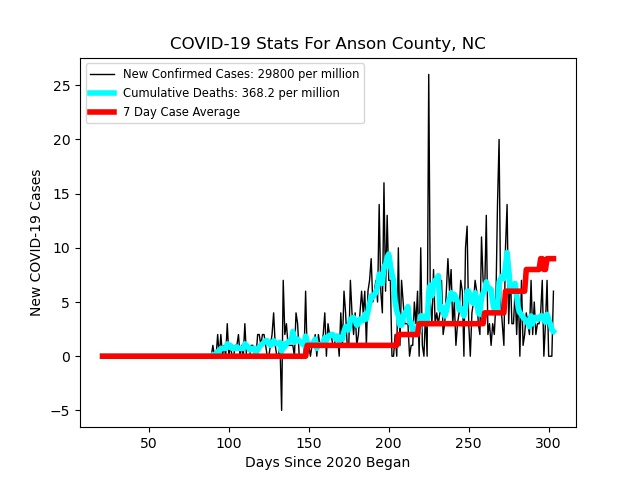 COVID-19 Stats For Anson County, NC
New Confirmed Cases: 29800 per million
Cumulative Deaths: 368.2 per million
7 Day Case Average
New COVID-19 Cases
25
20
15
10
5
0
−5
50 100 150 200 250 300
Days Since 2020 Began